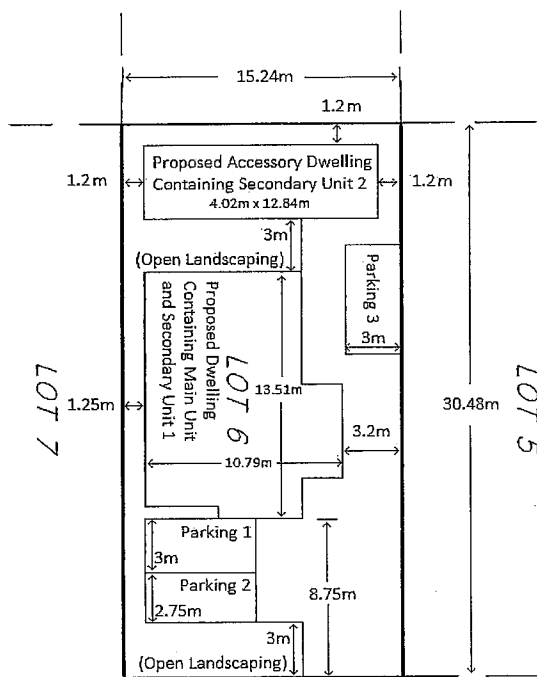 15.24m
1.2m
Proposed Accessory Dwelling
Containing Secondary Unit 2
4.02m x 12.84m
1.2m
1.2m
3m
(Open Landscaping)
Parking 3
3m
Proposed Dwelling
Containing Main Unit
and Secondary Unit 1
LOT 6
13.51m
LOT 7
1.25m
10.79m
3.2m
30.48m
LOT 5
Parking 1
3m
Parking 2
2.75m
8.75m
3m
(Open Landscaping)